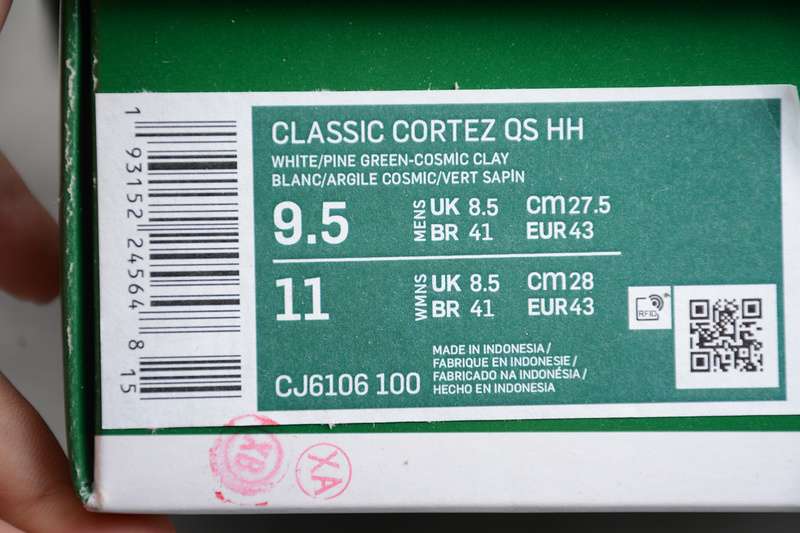 1 93152 24564 8 15
CLASSIC CORTEZ QS HH
WHITE/PINE GREEN-COSMIC CLAY
BLANC/ARGILE COSMIC/VERT SAPIN
9.5 MENS UK 8.5 CM 27.5
BR 41 EUR 43
11 WMNS UK 8.5 CM 28
BR 41 EUR 43
RFID
MADE IN INDONESIA/
FABRIQUE EN INDONESIE/
FABRICADO NA INDONÉSIA/
HECHO EN INDONESIA
CJ6106 100
XB
XA